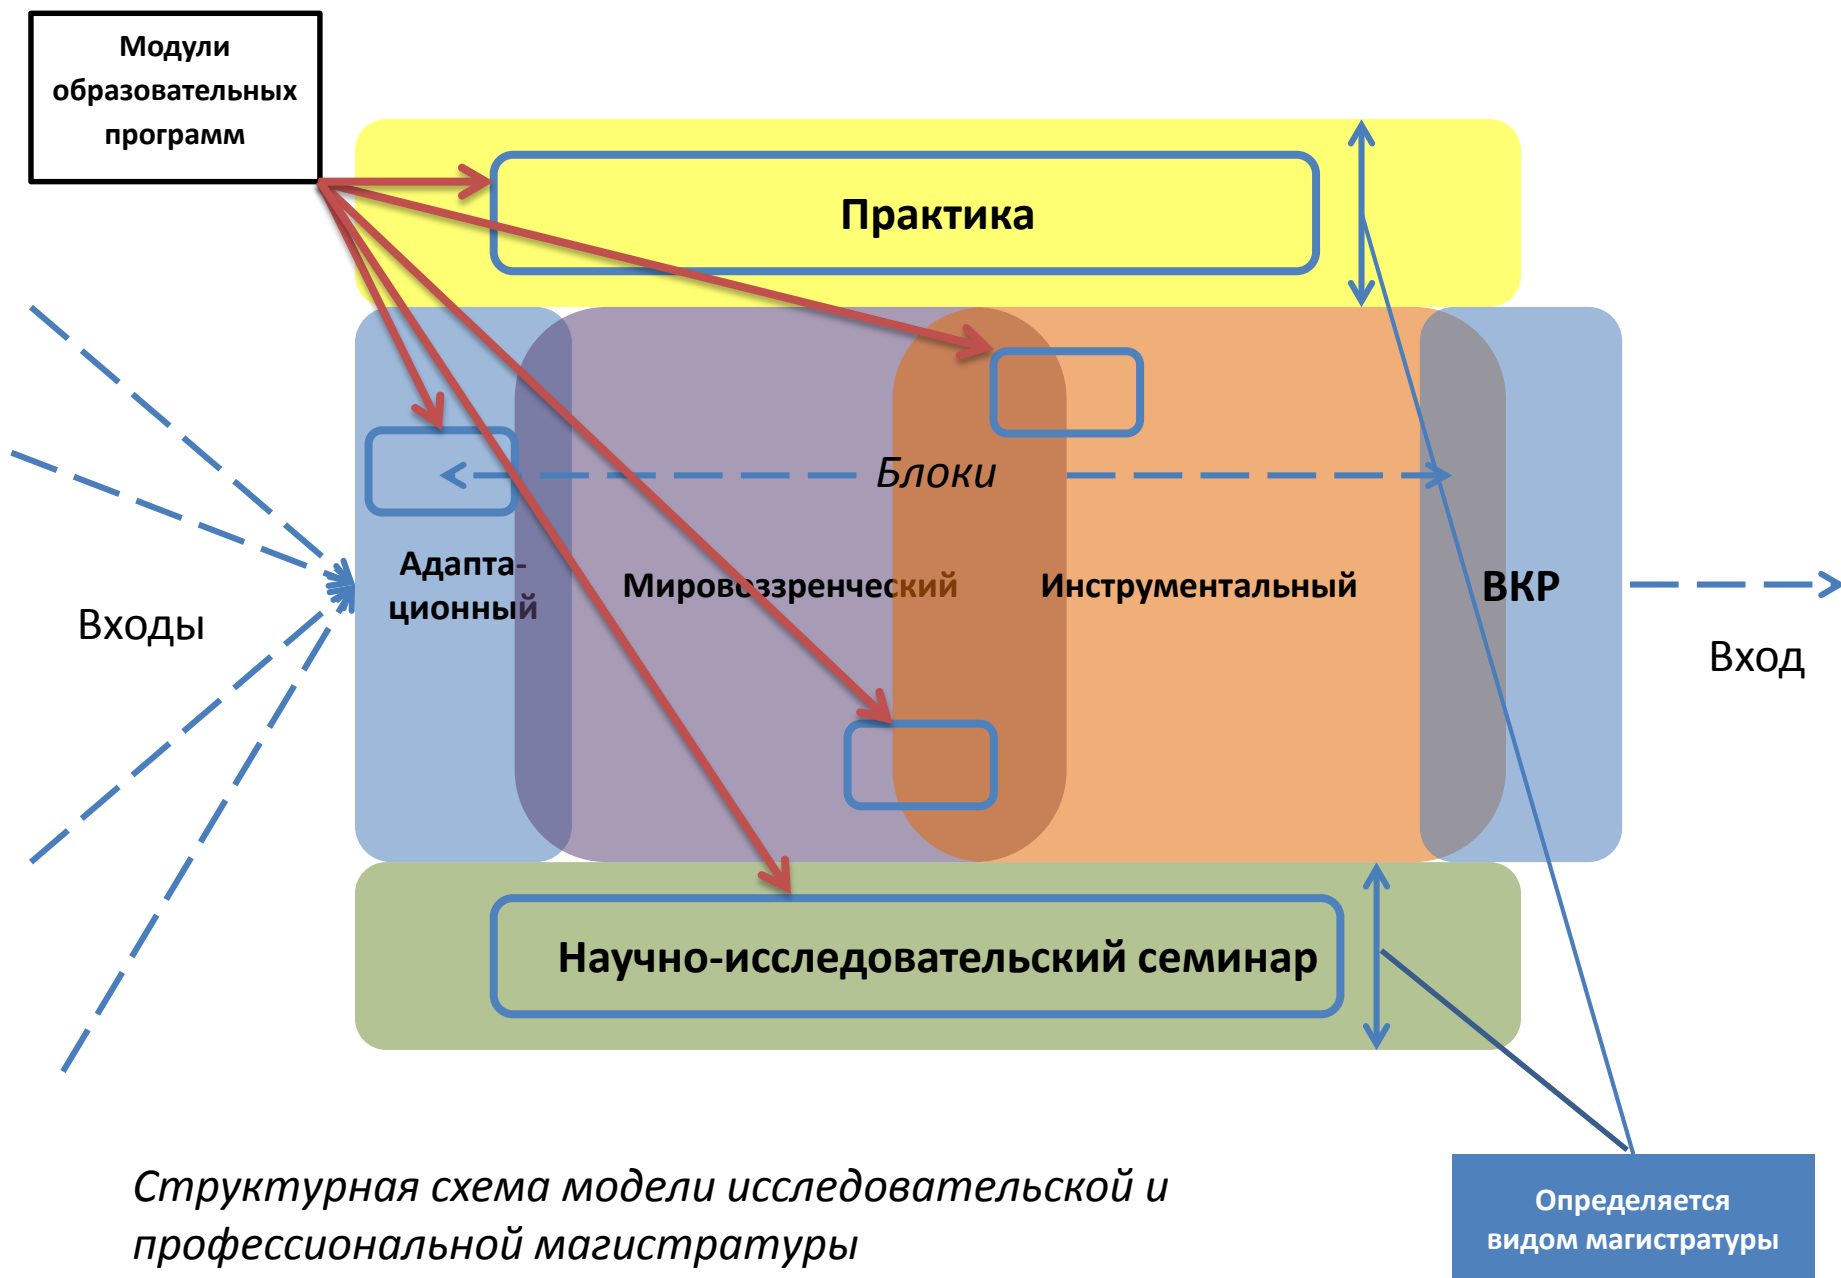 Модули
образовательных
программ
Практика
Блоки
Адапта-
ционный
Мировоззренческий
Инструментальный
ВКР
Входы
Вход
Научно-исследовательский семинар
Структурная схема модели исследовательской и
профессиональной магистратуры
Определяется
видом магистратуры